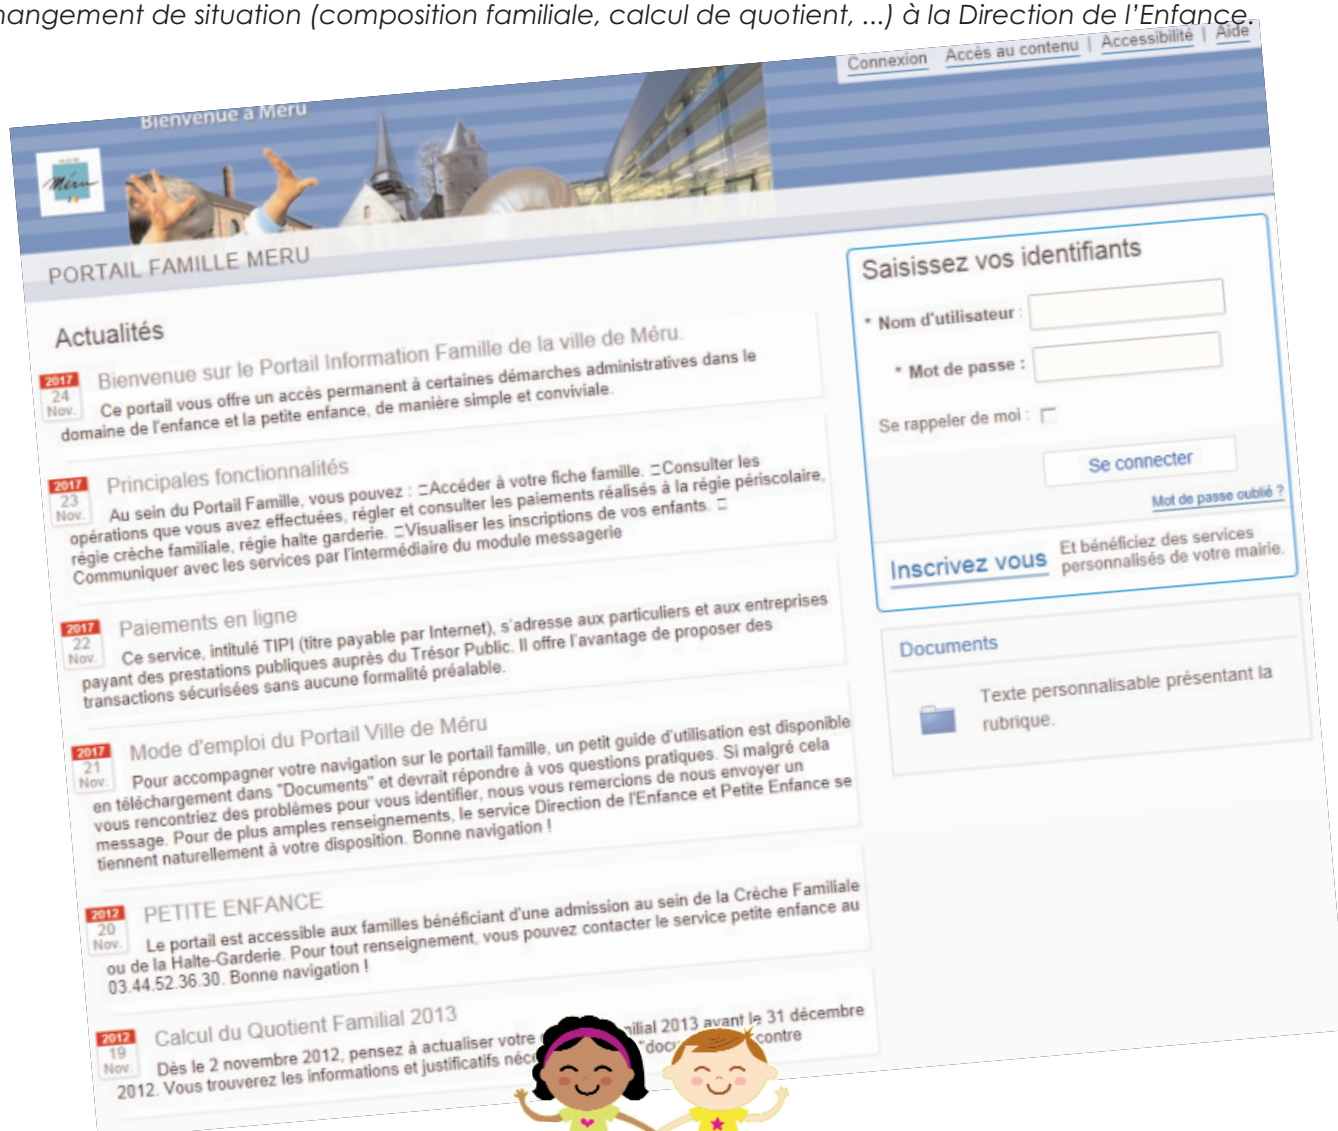 hangement de situation (composition familiale, calcul de quotient, ...) à la Direction de l'Enfance.
Connexion Accès au contenu | Accessibilité | Aide
Bienvenue à Méru
VILLE DE
Méru
PORTAIL FAMILLE MERU
Actualités
2017
24
Nov.
Bienvenue sur le Portail Information Famille de la ville de Méru.
Ce portail vous offre un accès permanent à certaines démarches administratives dans le
domaine de l'enfance et la petite enfance, de manière simple et conviviale.
2017
23
Nov.
Principales fonctionnalités
Au sein du Portail Famille, vous pouvez : □Accéder à votre fiche famille. □Consulter les
opérations que vous avez effectuées, régler et consulter les paiements réalisés à la régie périscolaire,
régie crèche familiale, régie halte garderie. □Visualiser les inscriptions de vos enfants. □
Communiquer avec les services par l'intermédiaire du module messagerie
2017
22
Nov.
Paiements en ligne
Ce service, intitulé TIPI (titre payable par Internet), s'adresse aux particuliers et aux entreprises
payant des prestations publiques auprès du Trésor Public. Il offre l'avantage de proposer des
transactions sécurisées sans aucune formalité préalable.
2017
21
Nov.
Mode d'emploi du Portail Ville de Méru
Pour accompagner votre navigation sur le portail famille, un petit guide d'utilisation est disponible
en téléchargement dans "Documents" et devrait répondre à vos questions pratiques. Si malgré cela
vous rencontriez des problèmes pour vous identifier, nous vous remercions de nous envoyer un
message. Pour de plus amples renseignements, le service Direction de l'Enfance et Petite Enfance se
tiennent naturellement à votre disposition. Bonne navigation !
2012
20
Nov.
PETITE ENFANCE
Le portail est accessible aux familles bénéficiant d'une admission au sein de la Crèche Familiale
ou de la Halte-Garderie. Pour tout renseignement, vous pouvez contacter le service petite enfance au
03.44.52.36.30. Bonne navigation !
2012
19
Nov.
Calcul du Quotient Familial 2013
Dès le 2 novembre 2012, pensez à actualiser votre milial 2013 avant le 31 décembre
2012. Vous trouverez les informations et justificatifs néce "docu contre
Saisissez vos identifiants
* Nom d'utilisateur :
* Mot de passe :
Se rappeler de moi :
Se connecter
Mot de passe oublié ?
Inscrivez vous
Et bénéficiez des services
personnalisés de votre mairie.
Documents
Texte personnalisable présentant la
rubrique.